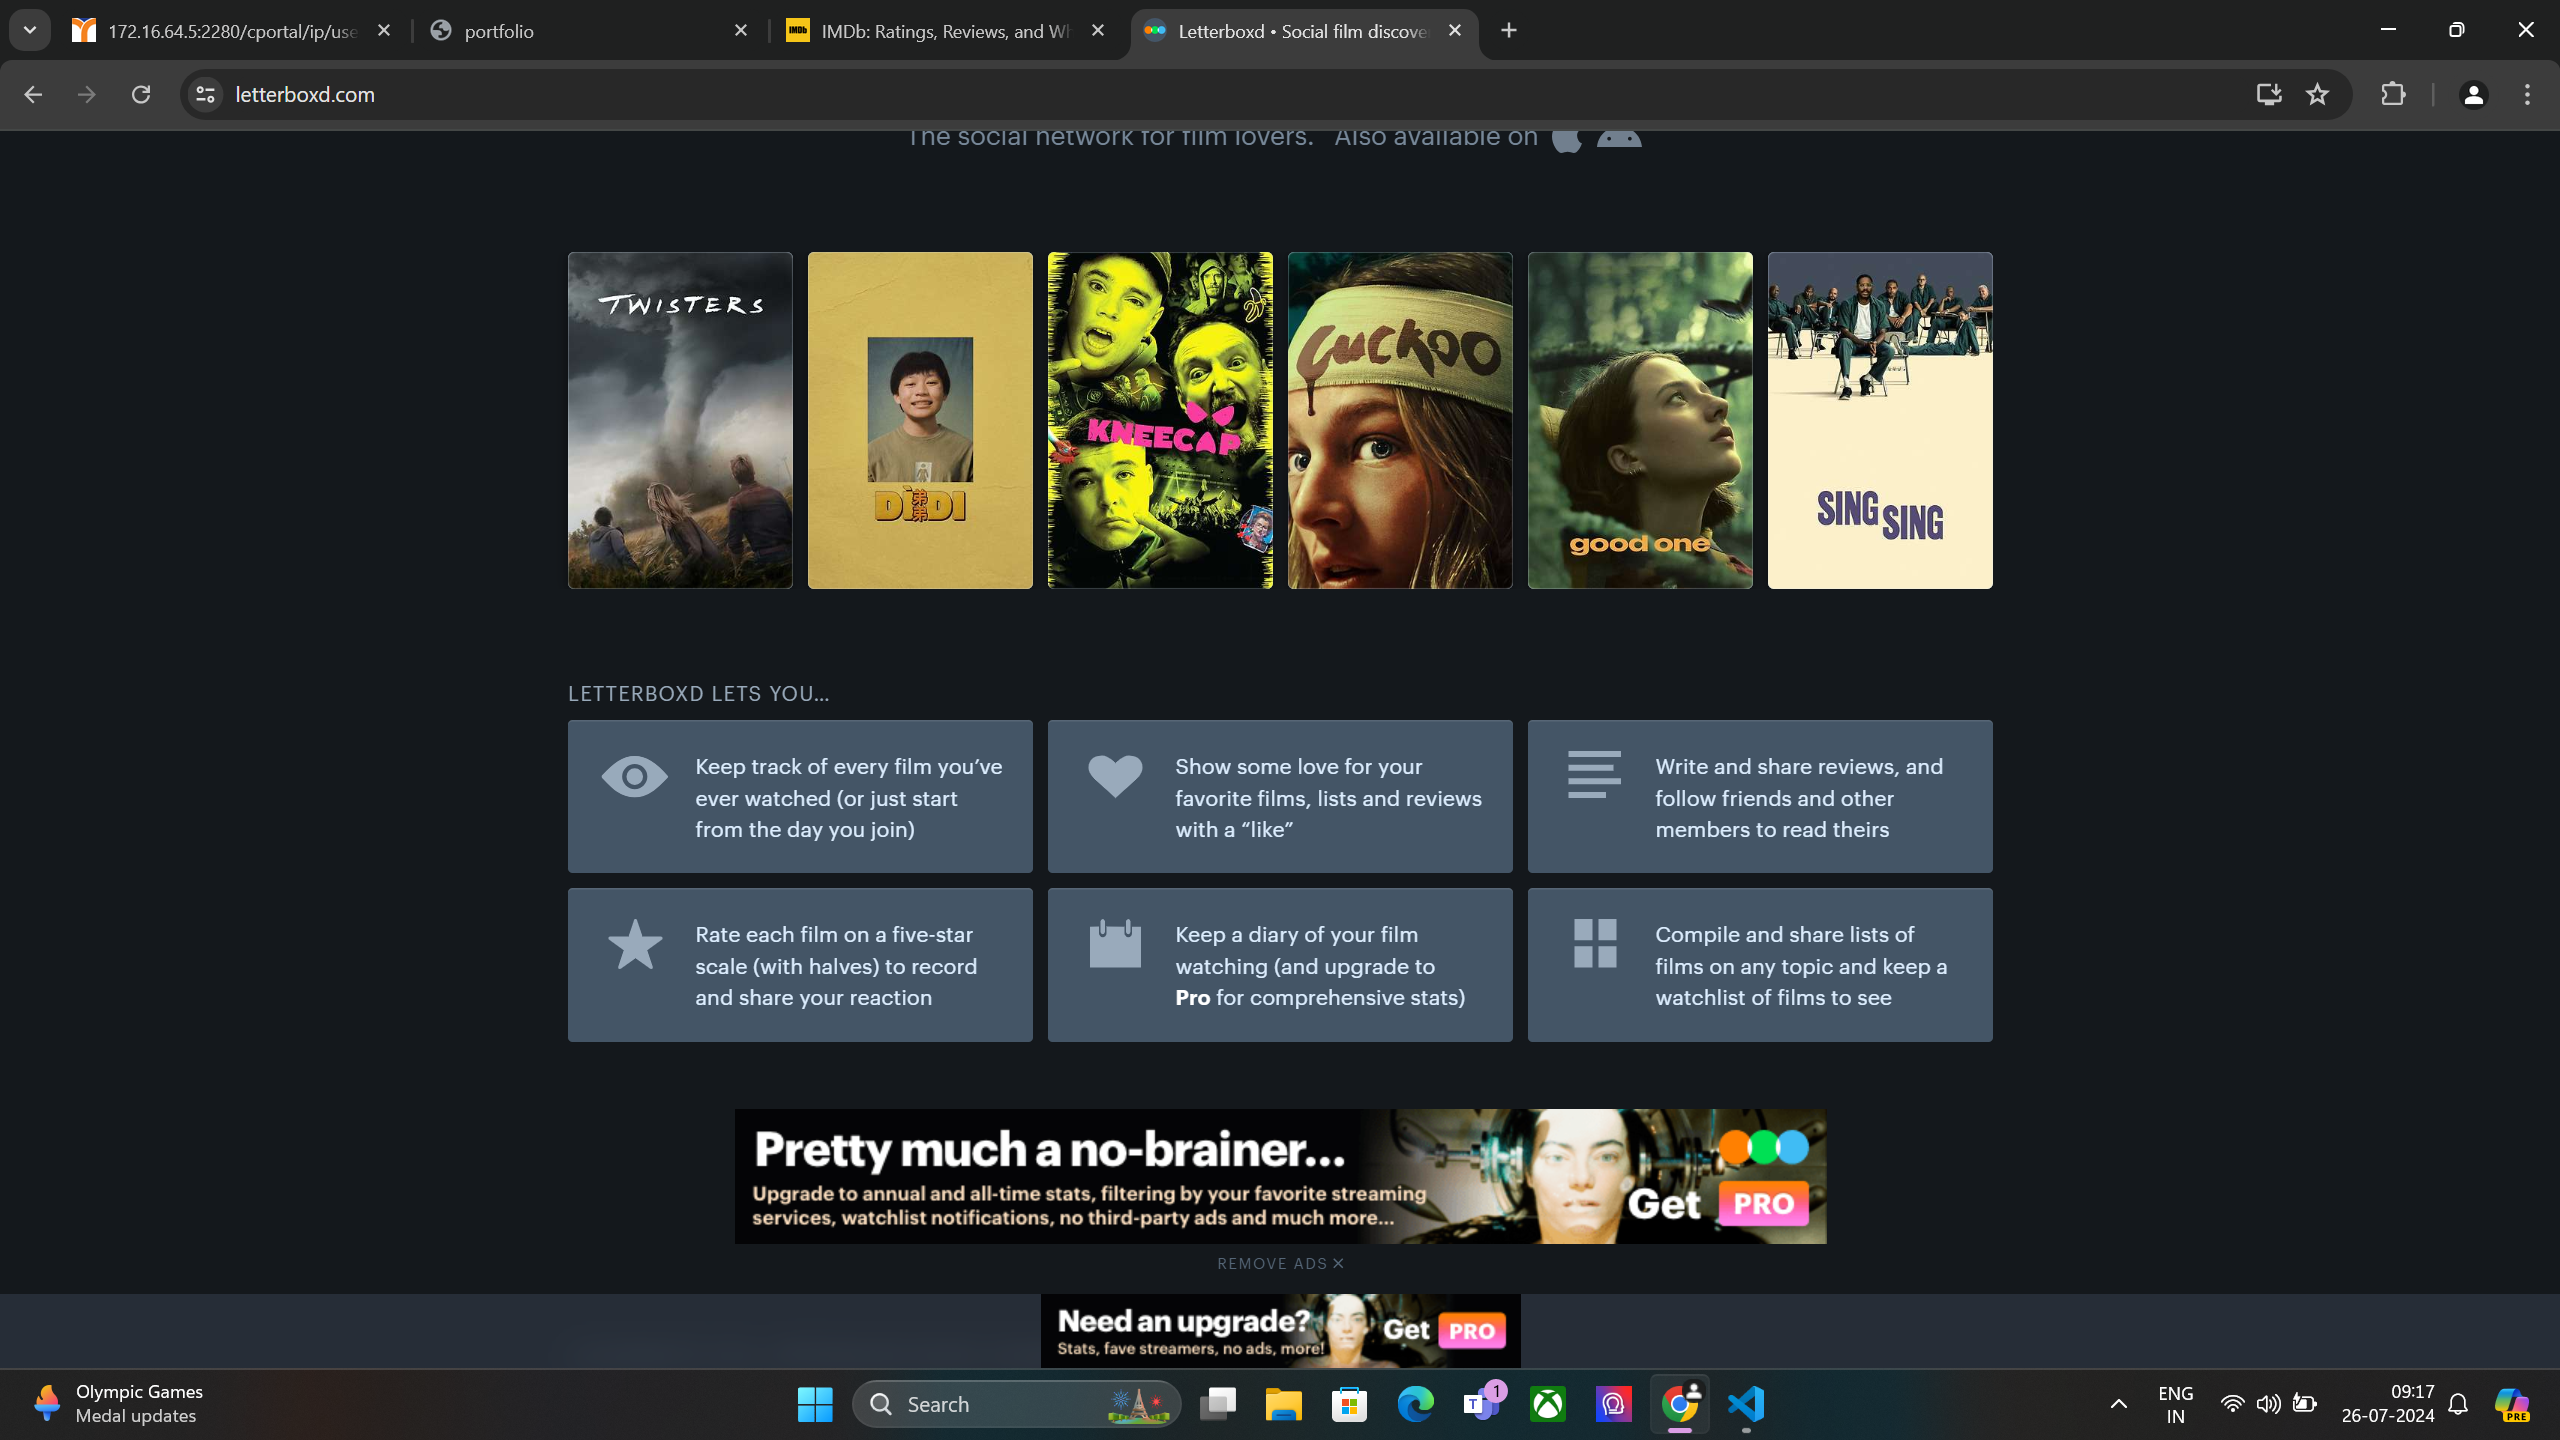 172.16.64.5:2280/cportal/ip/use
portfolio
IMDb
IMDb: Ratings, Reviews, and Wh
Letterboxd • Social film discove
letterboxd.com
The social network for film lovers. Also available on
TWISTERS
DÌDI
弟弟
KNEECAP
CUCKOO
good one
SING SING
LETTERBOXD LETS YOU...
Keep track of every film you’ve
ever watched (or just start
from the day you join)
Show some love for your
favorite films, lists and reviews
with a “like”
Write and share reviews, and
follow friends and other
members to read theirs
Rate each film on a five-star
scale (with halves) to record
and share your reaction
Keep a diary of your film
watching (and upgrade to
Pro for comprehensive stats)
Compile and share lists of
films on any topic and keep a
watchlist of films to see
Pretty much a no-brainer...
Upgrade to annual and all-time stats, filtering by your favorite streaming
services, watchlist notifications, no third-party ads and much more...
Get PRO
REMOVE ADS ✕
Need an upgrade?
Stats, fave streamers, no ads, more!
Get PRO
Olympic Games
Medal updates
Search
T
1
ENG
IN
09:17
26-07-2024
PRE